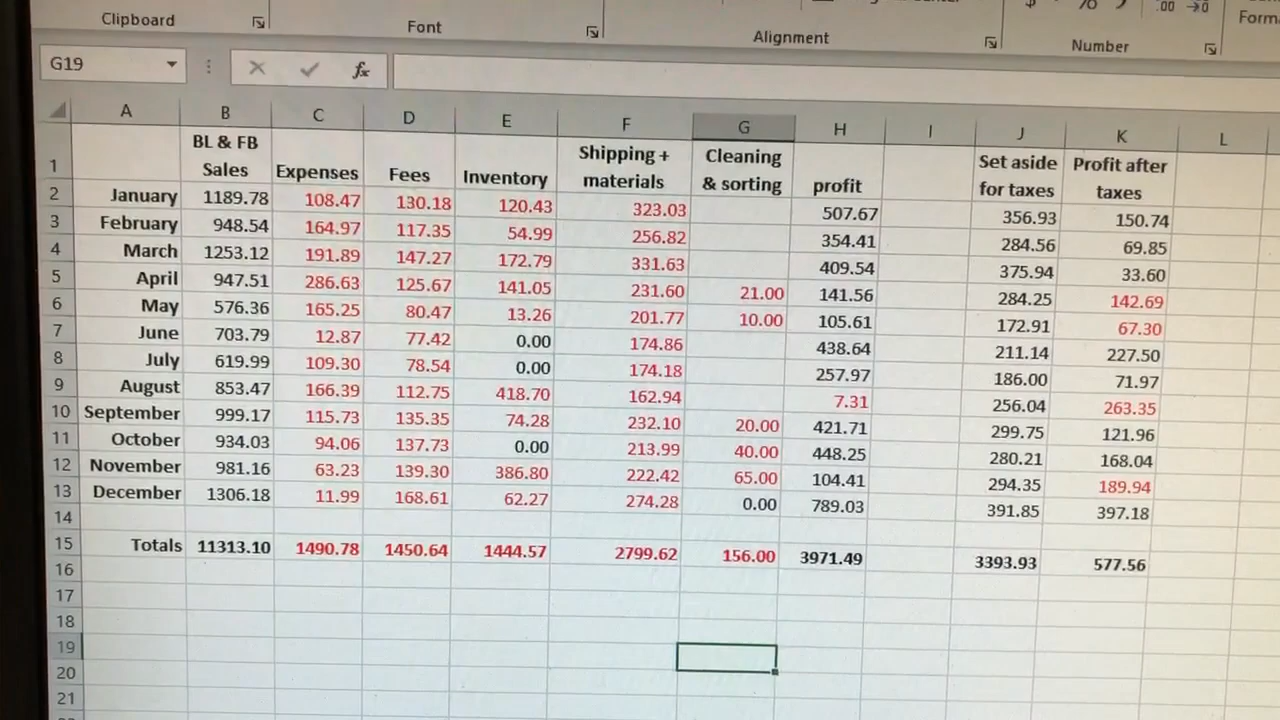 Clipboard Font Alignment Number
G19 fx
A B C D E F G H I J K L
1 BL & FB Sales Expenses Fees Inventory Shipping + materials Cleaning & sorting profit Set aside for taxes Profit after taxes
2 January 1189.78 108.47 130.18 120.43 323.03 507.67 356.93 150.74
3 February 948.54 164.97 117.35 54.99 256.82 354.41 284.56 69.85
4 March 1253.12 191.89 147.27 172.79 331.63 409.54 375.94 33.60
5 April 947.51 286.63 125.67 141.05 231.60 21.00 141.56 284.25 142.69
6 May 576.36 165.25 80.47 13.26 201.77 10.00 105.61 172.91 67.30
7 June 703.79 12.87 77.42 0.00 174.86 438.64 211.14 227.50
8 July 619.99 109.30 78.54 0.00 174.18 257.97 186.00 71.97
9 August 853.47 166.39 112.75 418.70 162.94 7.31 256.04 263.35
10 September 999.17 115.73 135.35 74.28 232.10 20.00 421.71 299.75 121.96
11 October 934.03 94.06 137.73 0.00 213.99 40.00 448.25 280.21 168.04
12 November 981.16 63.23 139.30 386.80 222.42 65.00 104.41 294.35 189.94
13 December 1306.18 11.99 168.61 62.27 274.28 0.00 789.03 391.85 397.18
14
15 Totals 11313.10 1490.78 1450.64 1444.57 2799.62 156.00 3971.49 3393.93 577.56
16
17
18
19
20
21